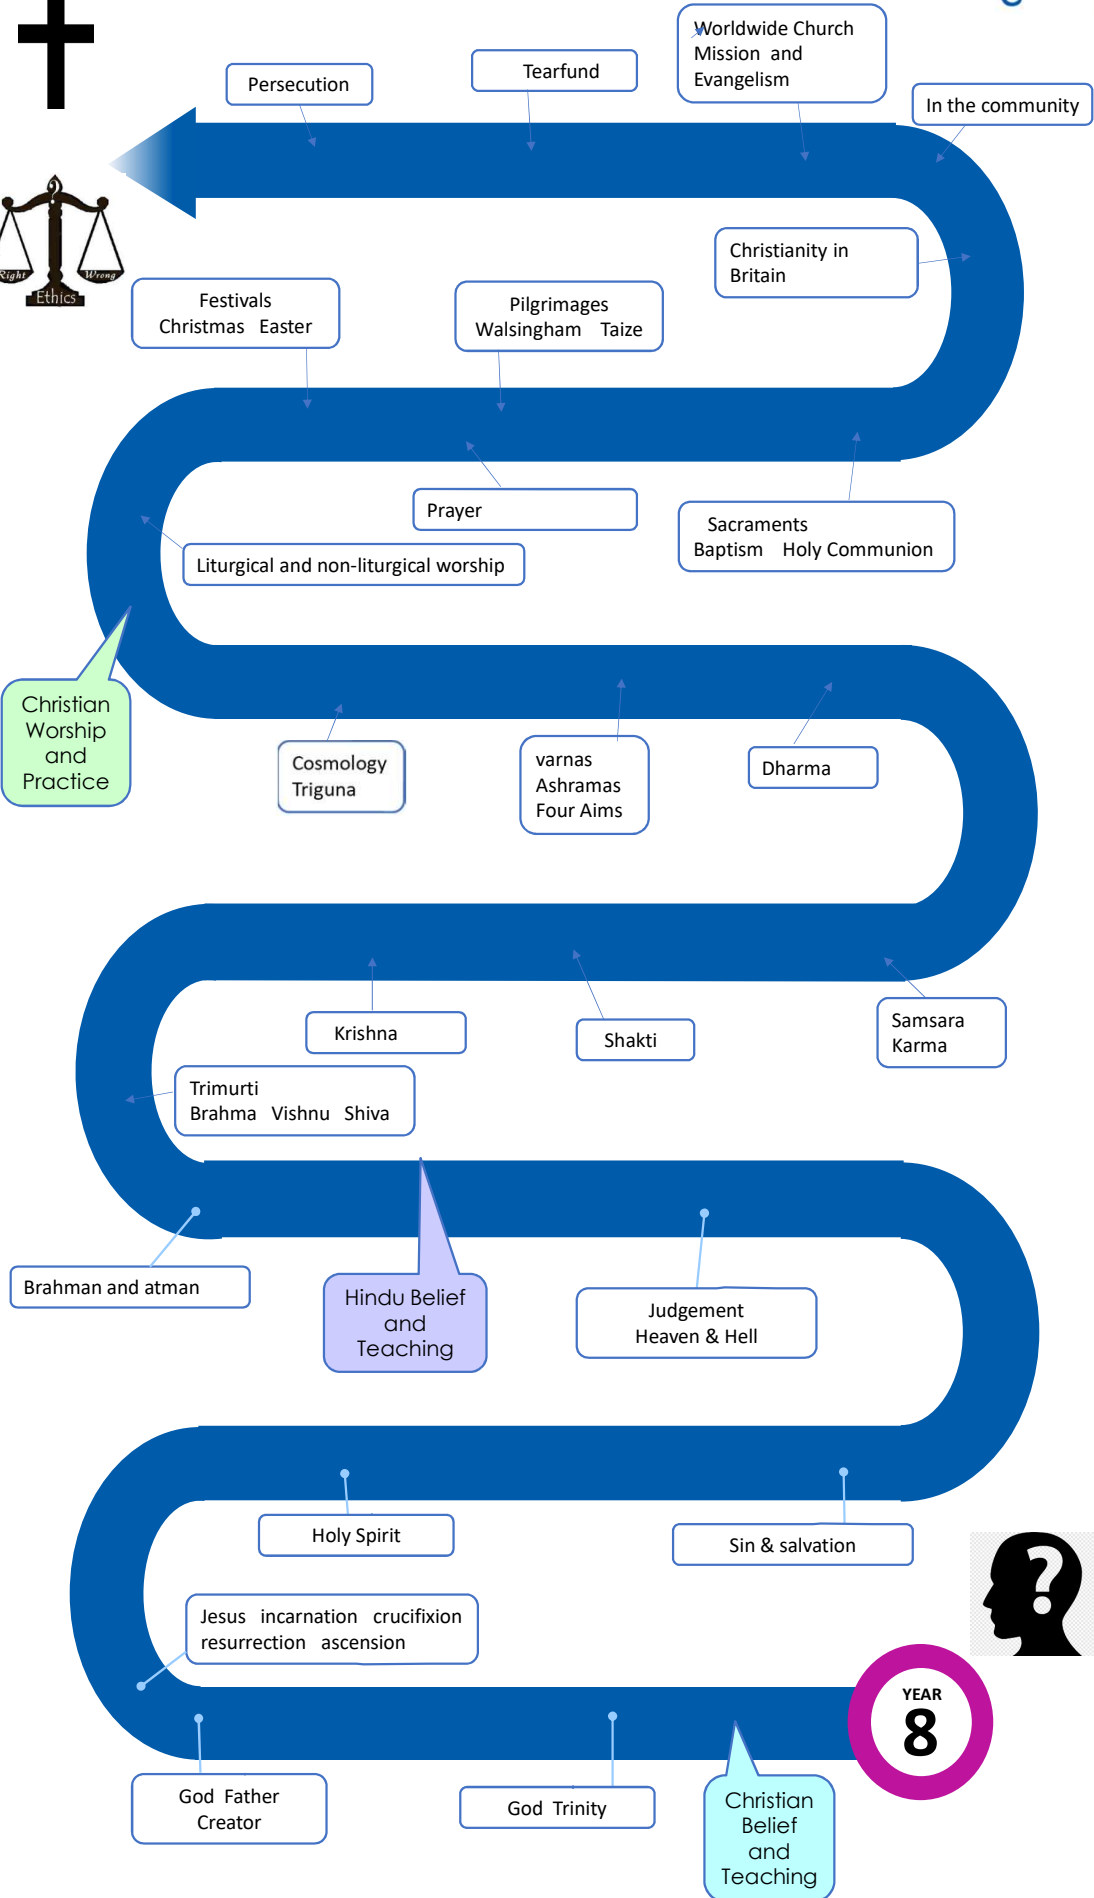 Worldwide Church
Mission and
Evangelism
Tearfund
Persecution
In the community
Christianity in
Britain
Right
Wrong
Ethics
Festivals
Christmas Easter
Pilgrimages
Walsingham Taize
Prayer
Sacraments
Baptism Holy Communion
Liturgical and non-liturgical worship
Christian
Worship
and
Practice
Cosmology
Triguna
varnas
Ashramas
Four Aims
Dharma
Krishna
Shakti
Samsara
Karma
Trimurti
Brahma Vishnu Shiva
Brahman and atman
Hindu Belief
and
Teaching
Judgement
Heaven & Hell
Holy Spirit
Sin & salvation
Jesus incarnation crucifixion
resurrection ascension
YEAR
8
God Father
Creator
God Trinity
Christian
Belief
and
Teaching